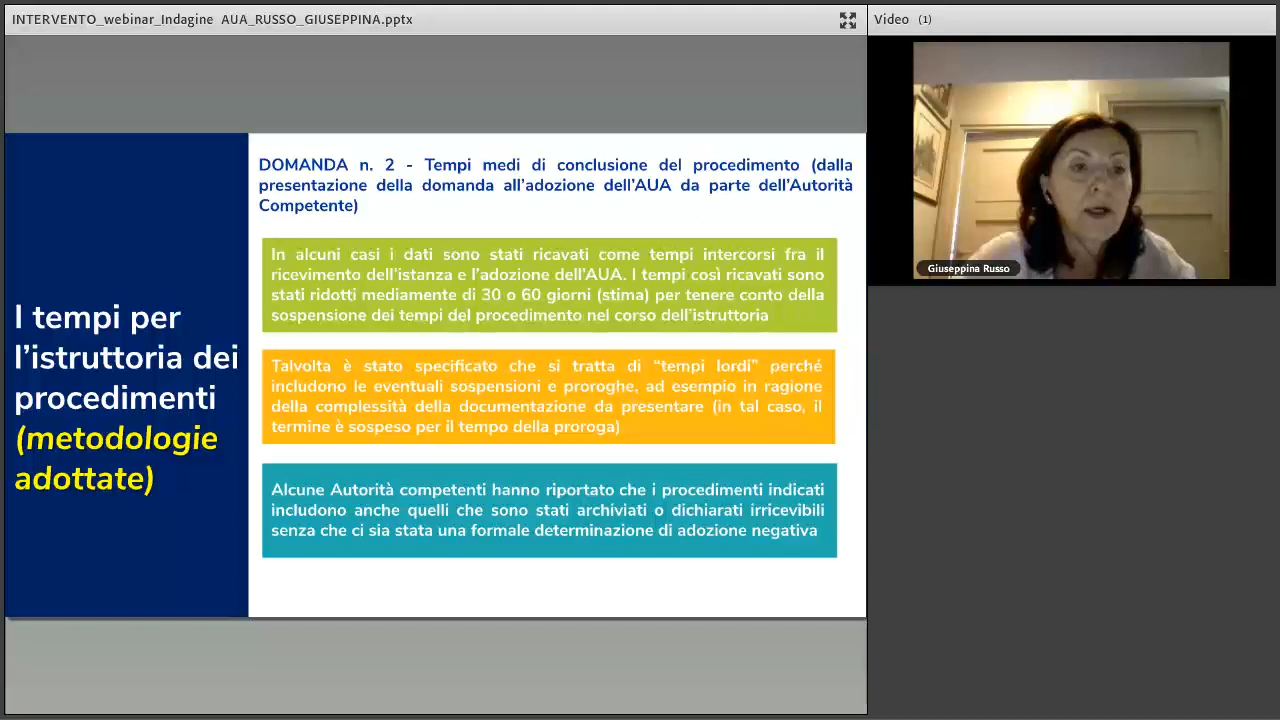 INTERVENTO_webinar_Indagine AUA_RUSSO_GIUSEPPINA.pptx
Video (1)
I tempi per
l’istruttoria dei
procedimenti
(metodologie
adottate)
DOMANDA n. 2 - Tempi medi di conclusione del procedimento (dalla
presentazione della domanda all’adozione dell’AUA da parte dell’Autorità
Competente)
In alcuni casi i dati sono stati ricavati come tempi intercorsi fra il
ricevimento dell’istanza e l’adozione dell’AUA. I tempi così ricavati sono
stati ridotti mediamente di 30 o 60 giorni (stima) per tenere conto della
sospensione dei tempi del procedimento nel corso dell’istruttoria
Talvolta è stato specificato che si tratta di “tempi lordi” perché
includono le eventuali sospensioni e proroghe, ad esempio in ragione
della complessità della documentazione da presentare (in tal caso, il
termine è sospeso per il tempo della proroga)
Alcune Autorità competenti hanno riportato che i procedimenti indicati
includono anche quelli che sono stati archiviati o dichiarati irricevibili
senza che ci sia stata una formale determinazione di adozione negativa
Giuseppina Russo